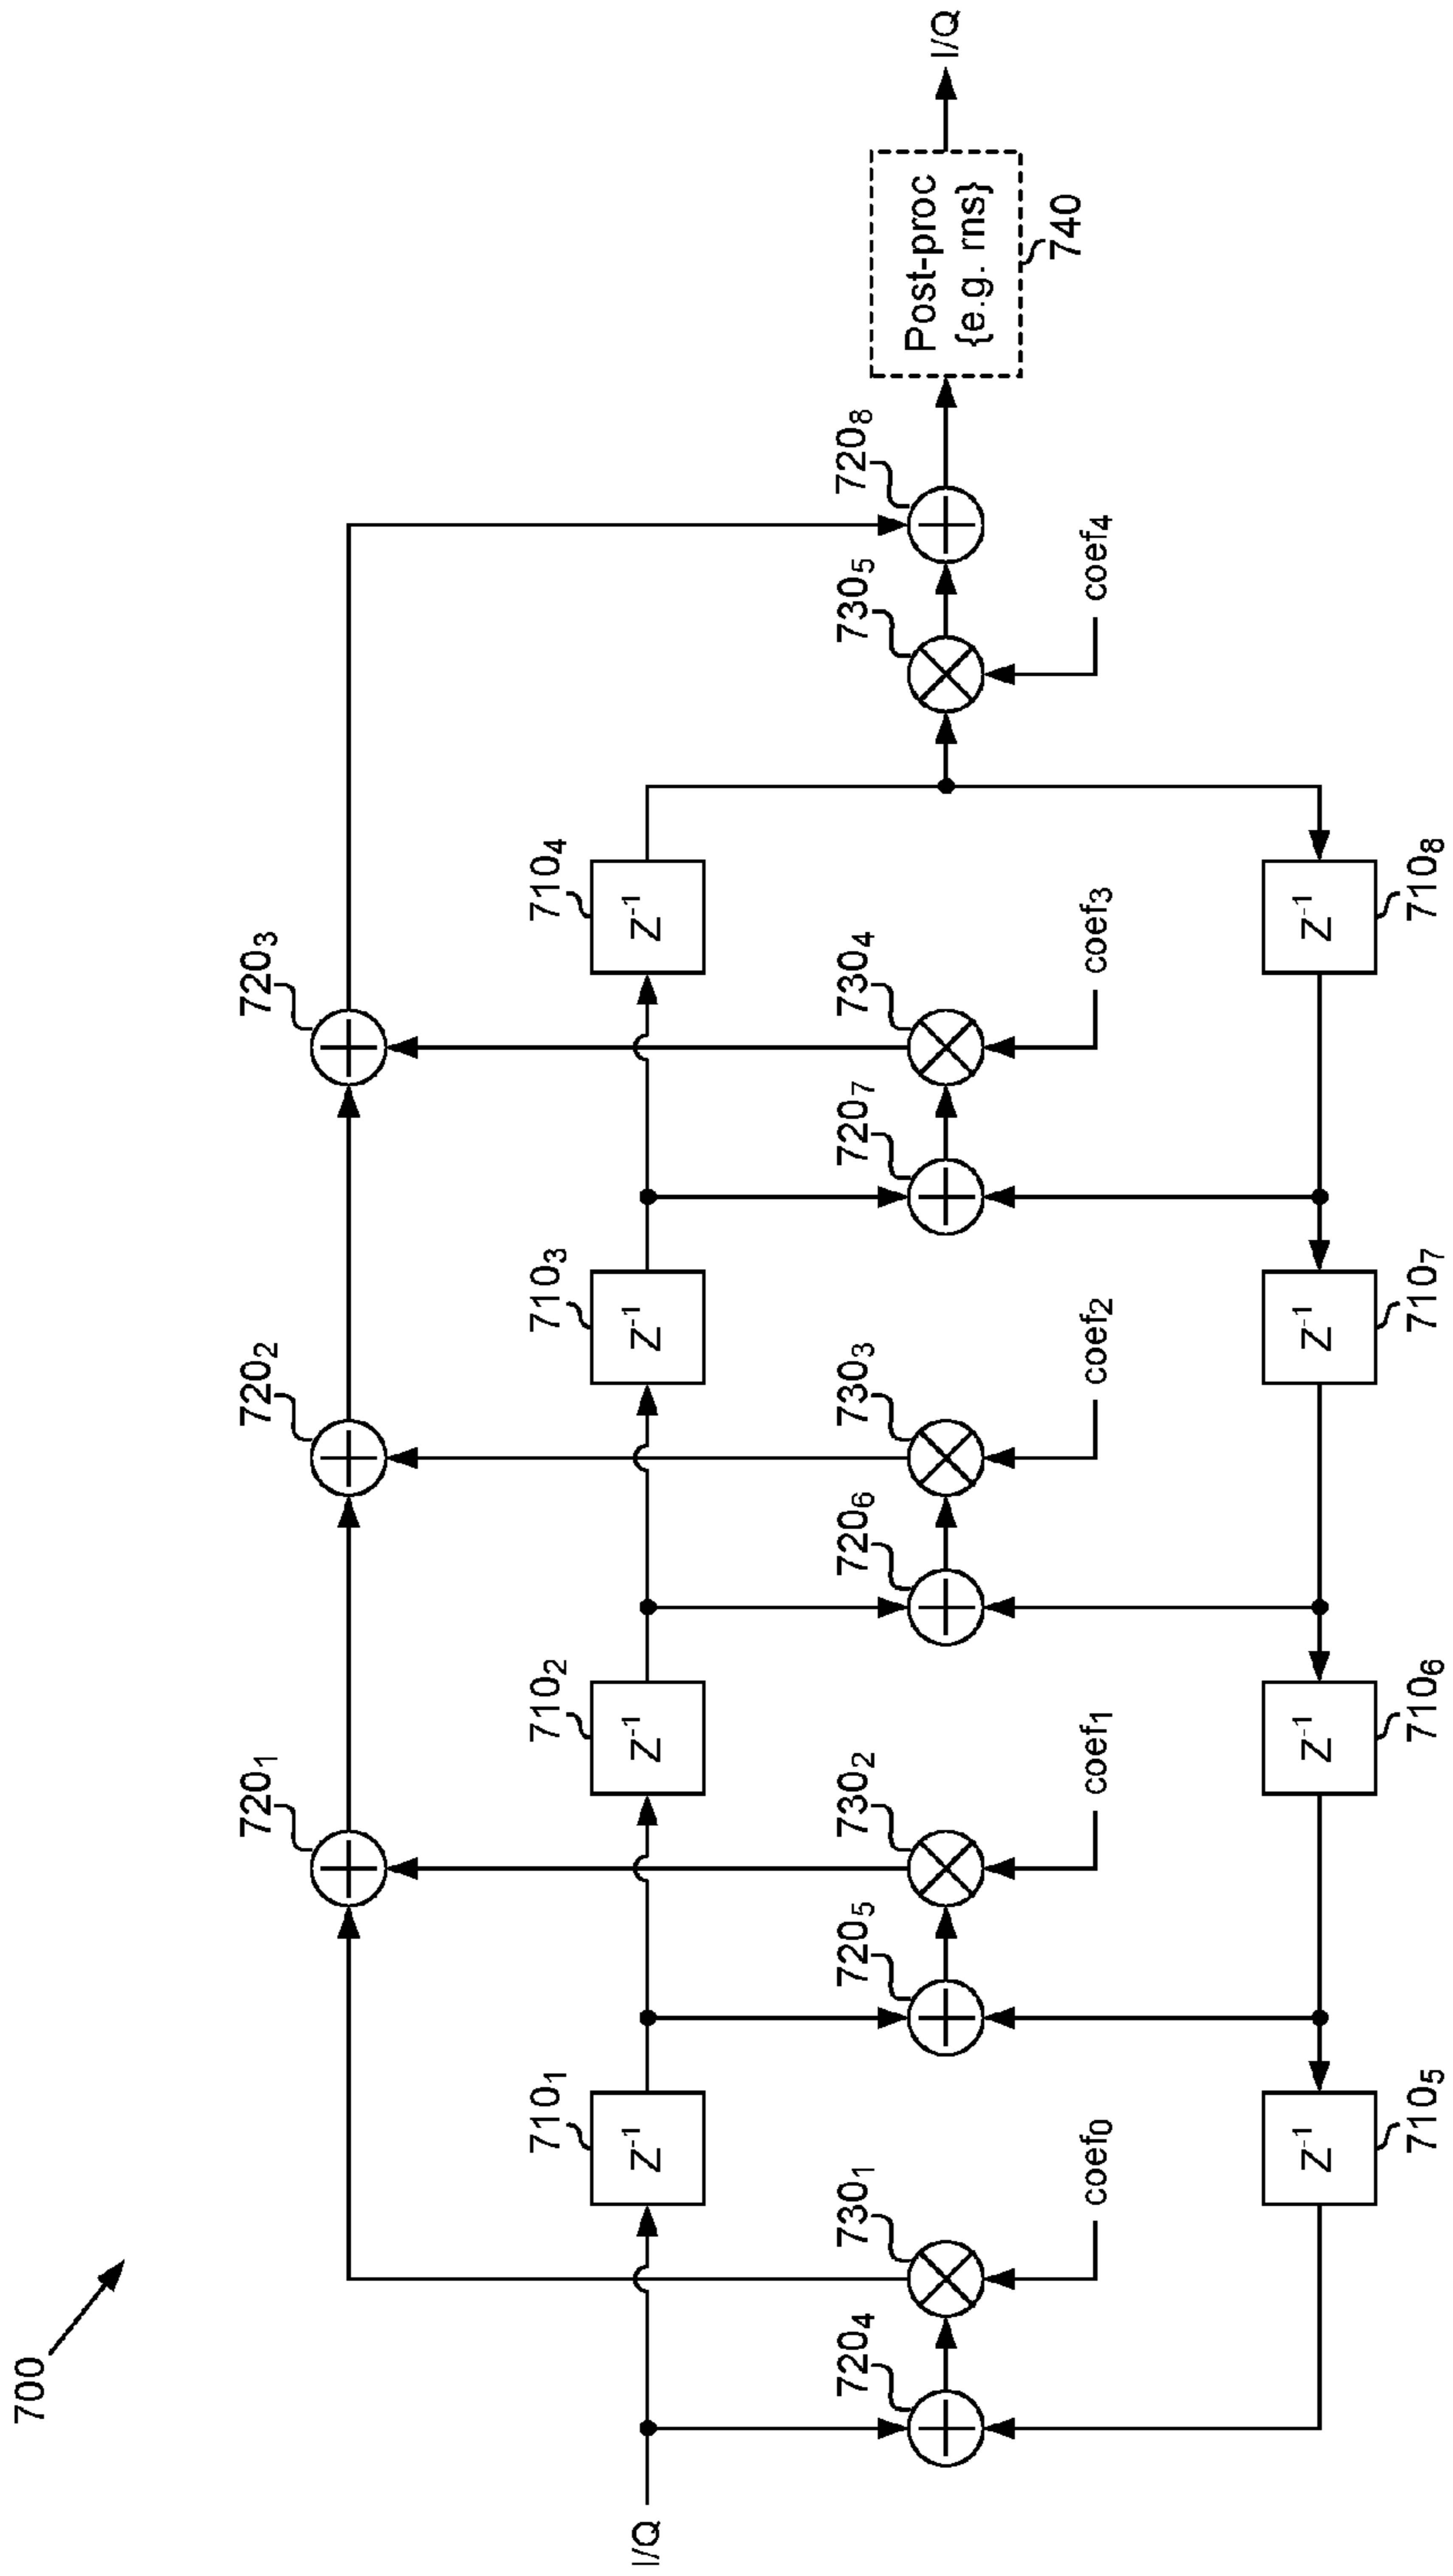 700
720₁
720₂
720₃
I/Q
710₁
Z⁻¹
710₂
Z⁻¹
710₃
Z⁻¹
710₄
Z⁻¹
720₄
730₁
720₅
730₂
720₆
730₃
720₇
730₄
730₅
720₈
Post-proc
{e.g. rns}
740
I/Q
coef₀
coef₁
coef₂
coef₃
coef₄
Z⁻¹
710₅
Z⁻¹
710₆
Z⁻¹
710₇
Z⁻¹
710₈